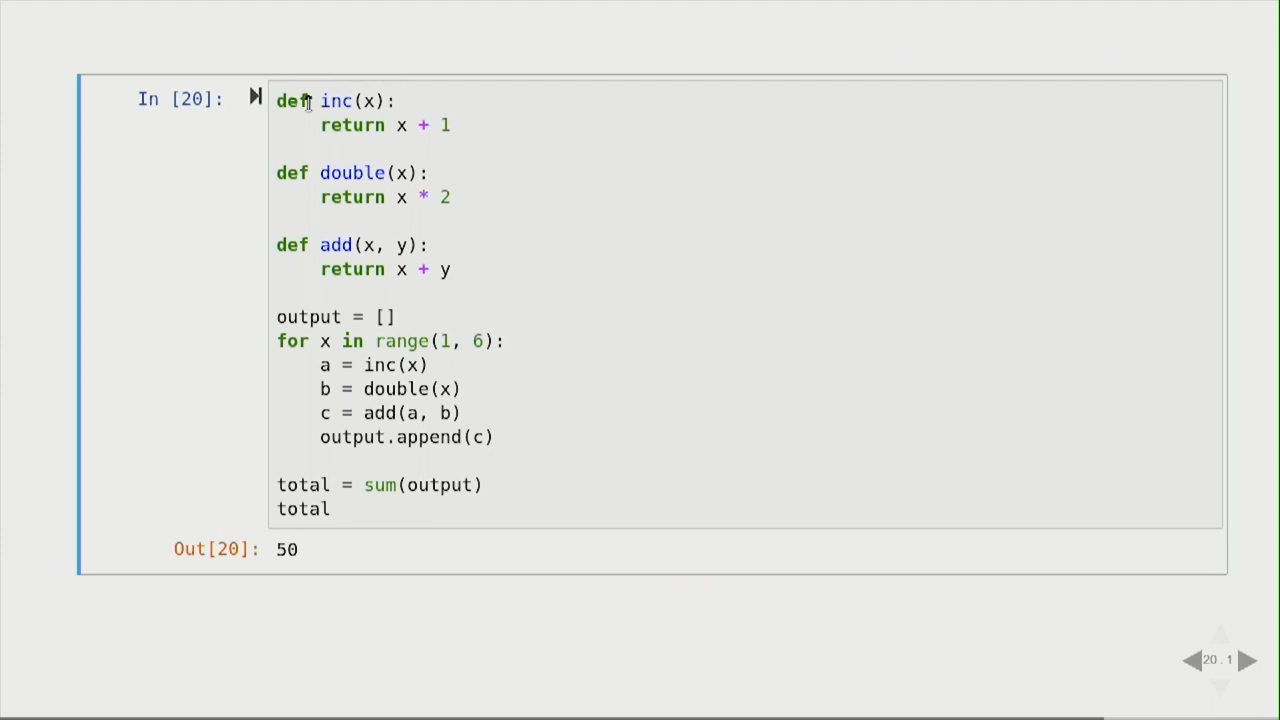 In [20]:
def inc(x):
    return x + 1
def double(x):
    return x * 2
def add(x, y):
    return x + y
output = []
for x in range(1, 6):
    a = inc(x)
    b = double(x)
    c = add(a, b)
    output.append(c)
total = sum(output)
total
Out[20]: 50
20 . 1